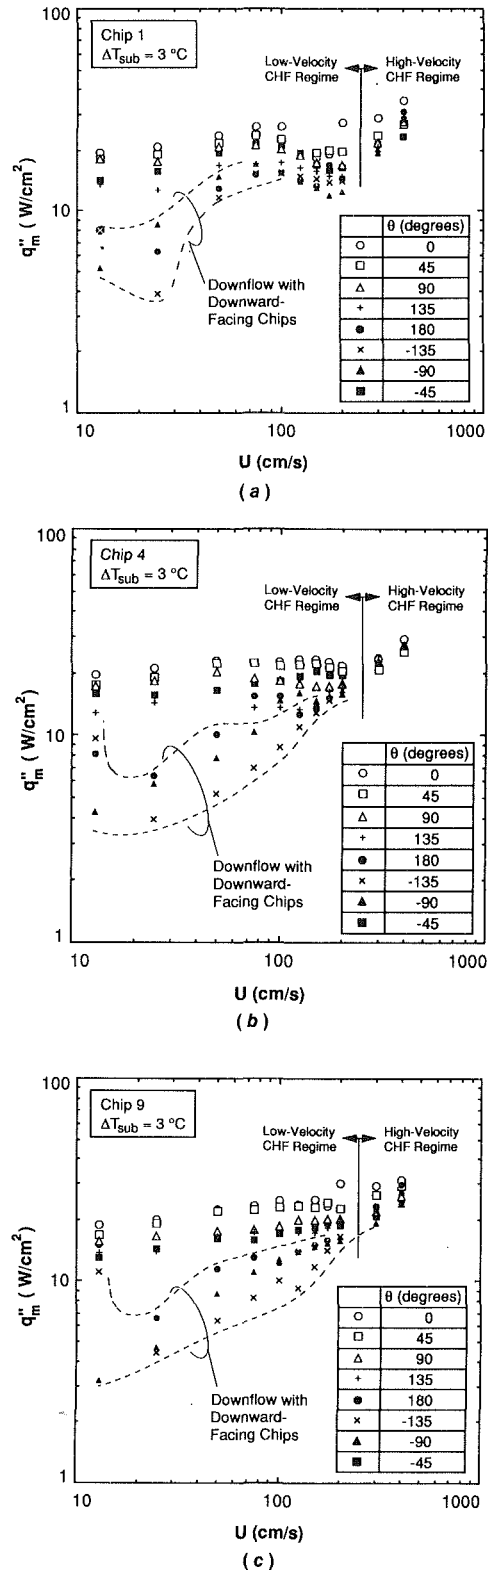 100
Chip 1
ΔTsub = 3 °C
Low-Velocity High-Velocity
CHF Regime CHF Regime
q"m ( W/cm²)
10
Downflow with
Downward-
Facing Chips
θ (degrees)
0
45
90
135
180
-135
-90
-45
1
10 100 1000
U (cm/s)
( a )
100
Chip 4
ΔTsub = 3 °C
Low-Velocity High-Velocity
CHF Regime CHF Regime
q"m ( W/cm²)
10
Downflow with
Downward-
Facing Chips
θ (degrees)
0
45
90
135
180
-135
-90
-45
1
10 100 1000
U (cm/s)
( b )
100
Chip 9
ΔTsub = 3 °C
Low-Velocity High-Velocity
CHF Regime CHF Regime
q"m ( W/cm²)
10
Downflow with
Downward-
Facing Chips
θ (degrees)
0
45
90
135
180
-135
-90
-45
1
10 100 1000
U (cm/s)
( c )